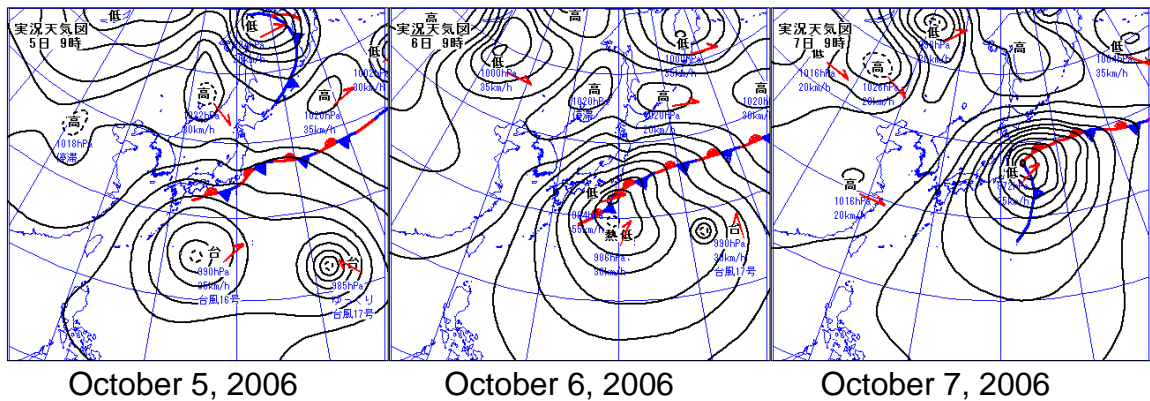 実況天気図
5日 9時
低
低
高
1022hPa
30km/h
高
1020hPa
35km/h
低
1002hPa
30km/h
高
1018hPa
停滞
台
990hPa
35km/h
台風16号
台
985hPa
ゆっくり
台風17号
October 5, 2006
実況天気図
6日 9時
高
低
1000hPa
35km/h
低
35km/h
高
1020hPa
停滞
高
1020hPa
20km/h
高
1020h
30km/h
低
55km/h
熱低
986hPa
30km/h
台
990hPa
30km/h
台風17号
October 6, 2006
実況天気図
7日 9時
低
1016hPa
20km/h
高
1026hPa
20km/h
高
低
1004hPa
35km/h
高
1016hPa
20km/h
低
October 7, 2006